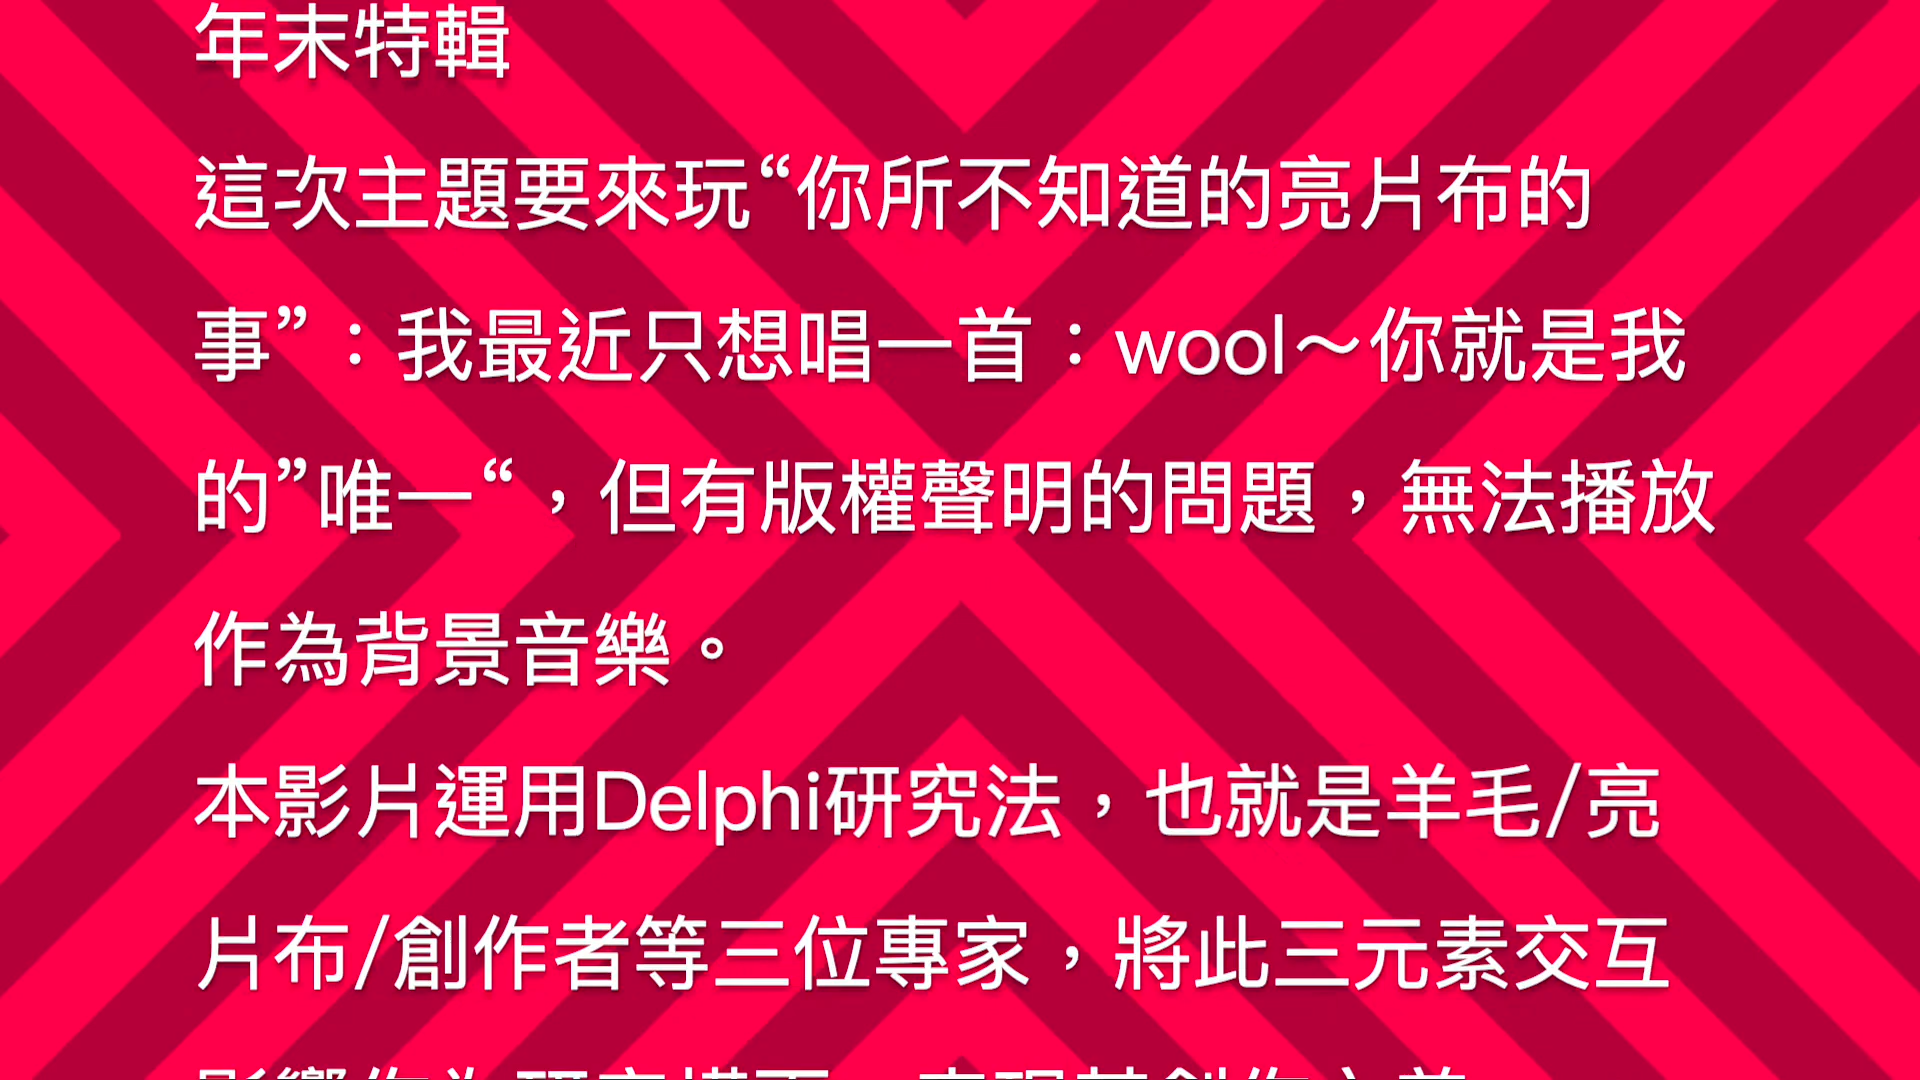 年末特輯
這次主題要來玩“你所不知道的亮片布的
事”：我最近只想唱一首：wool～你就是我
的”唯一“，但有版權聲明的問題，無法播放
作為背景音樂。
本影片運用Delphi研究法，也就是羊毛/亮
片布/創作者等三位專家，將此三元素交互